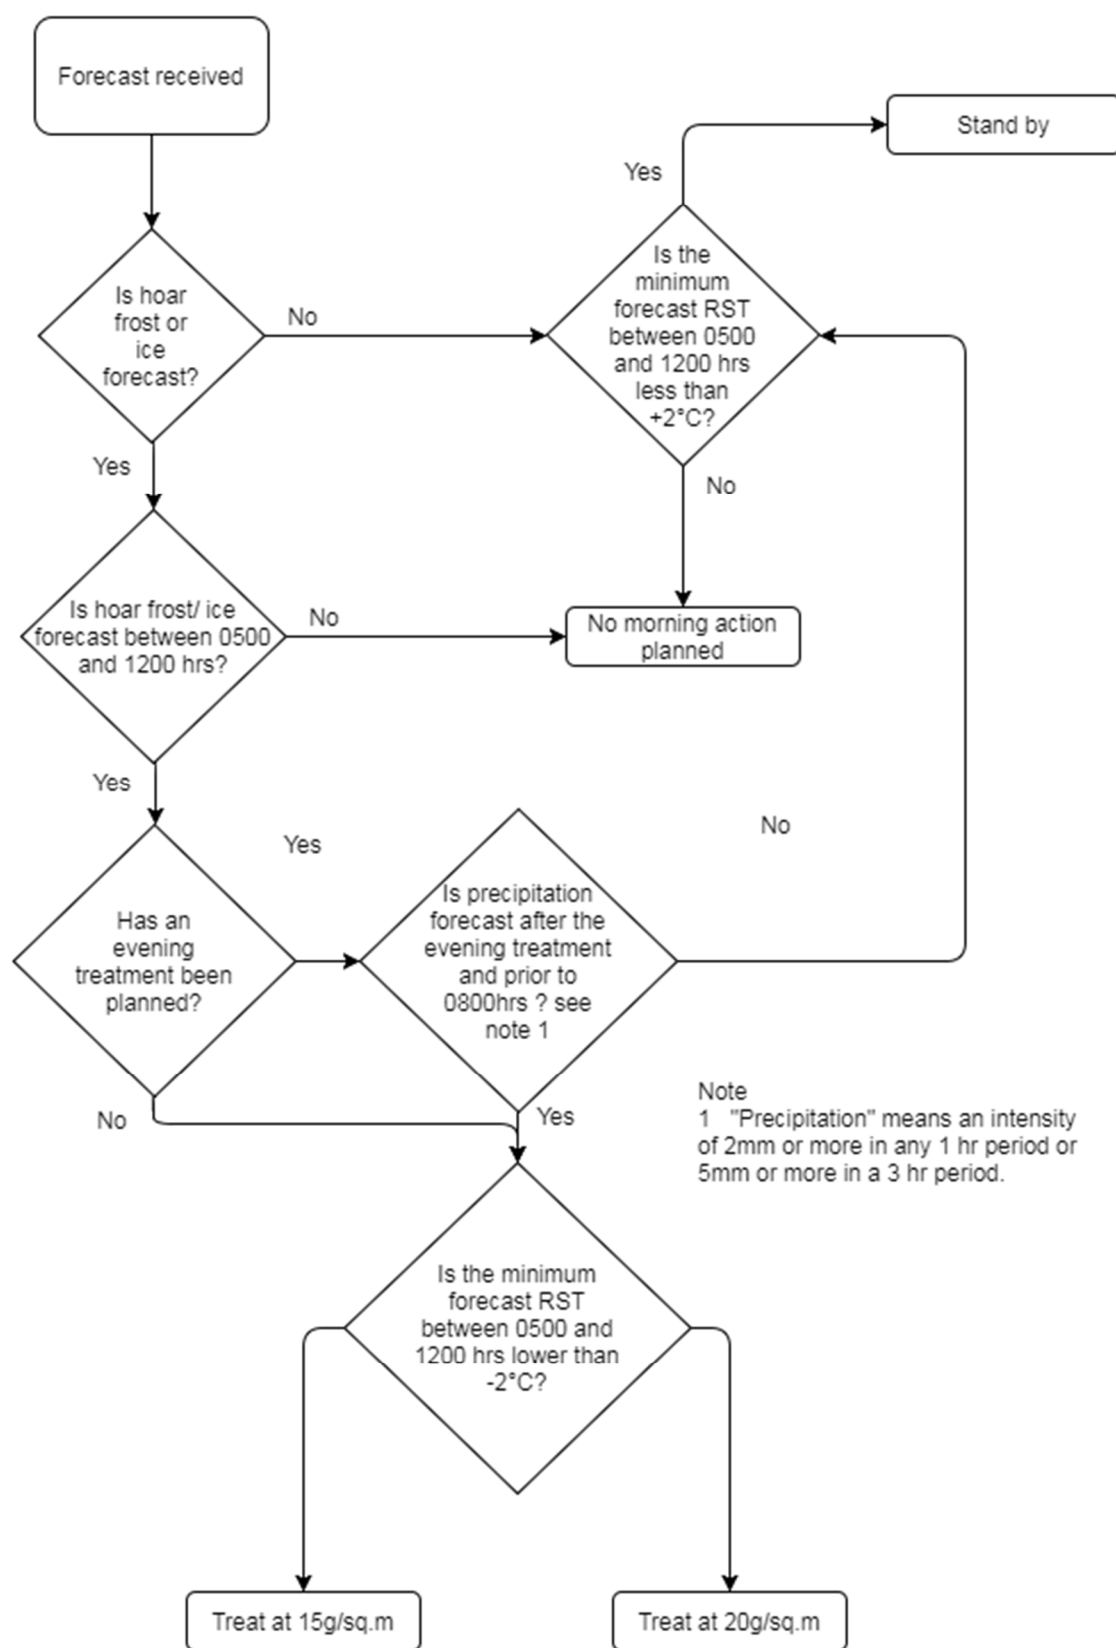 Forecast received
Stand by
Yes
Is the
minimum
forecast RST
between 0500
and 1200 hrs
less than
+2°C?
Is hoar
frost or
ice
forecast?
No
Yes
No
Is hoar frost/ ice
forecast between 0500
and 1200 hrs?
No
No morning action
planned
Yes
Yes
No
Has an
evening
treatment been
planned?
Is precipitation
forecast after the
evening treatment
and prior to
0800hrs ? see
note 1
No
Yes
Note
1 "Precipitation" means an intensity
of 2mm or more in any 1 hr period or
5mm or more in a 3 hr period.
Is the minimum
forecast RST
between 0500 and
1200 hrs lower than
-2°C?
Treat at 15g/sq.m
Treat at 20g/sq.m